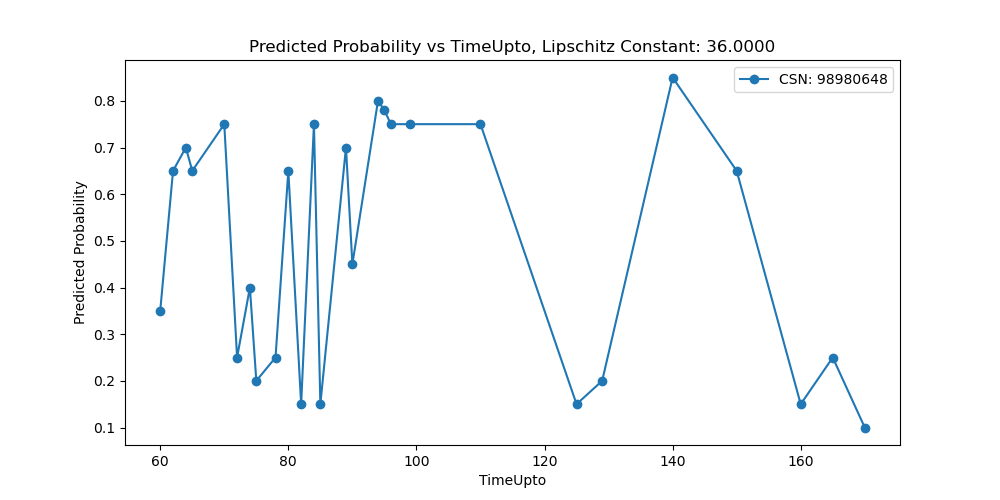 Predicted Probability vs TimeUpto, Lipschitz Constant: 36.0000
CSN: 98980648
Predicted Probability
0.8
0.7
0.6
0.5
0.4
0.3
0.2
0.1
60 80 100 120 140 160
TimeUpto